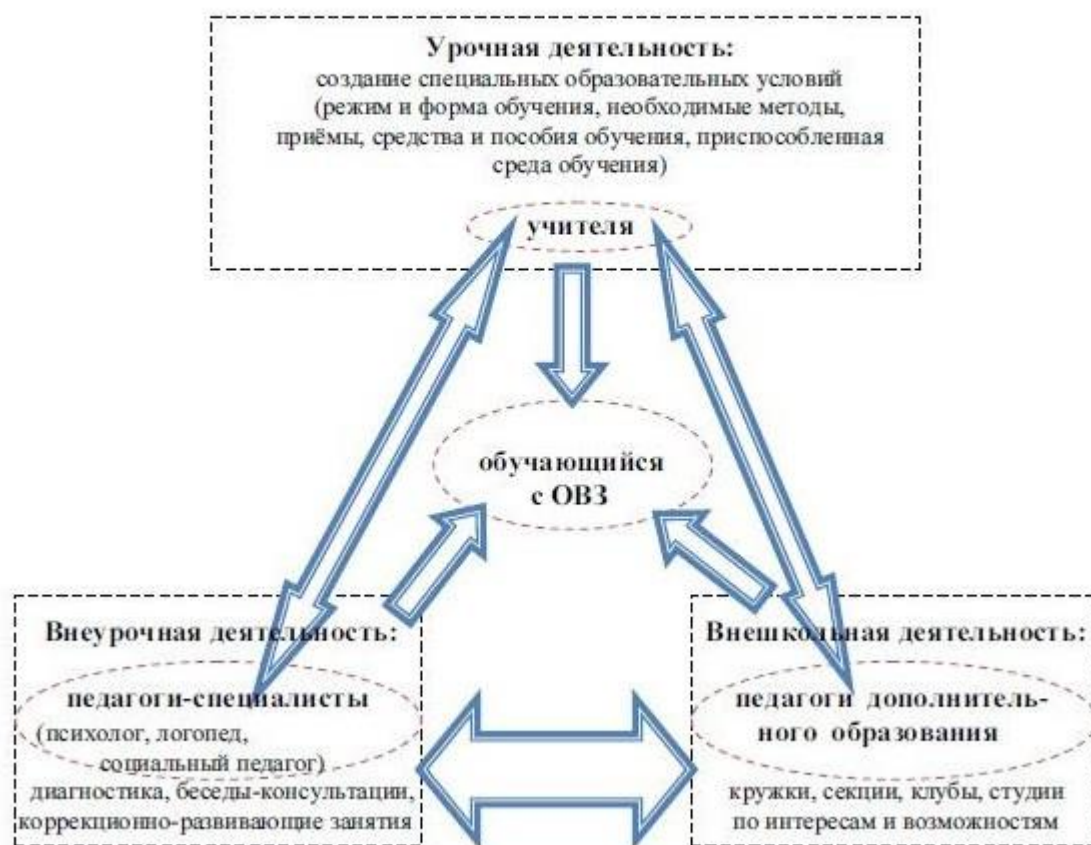 Урочная деятельность:
создание специальных образовательных условий
(режим и форма обучения, необходимые методы,
приёмы, средства и пособия обучения, приспособленная
среда обучения)
учителя
обучающийся
с ОВЗ
Внеурочная деятельность:
педагоги-специалисты
(психолог, логопед,
социальный педагог)
диагностика, беседы-консультации,
коррекционно-развивающие занятия
Внешкольная деятельность:
педагоги дополнитель-
ного образования
кружки, секции, клубы, студии
по интересам и возможностям